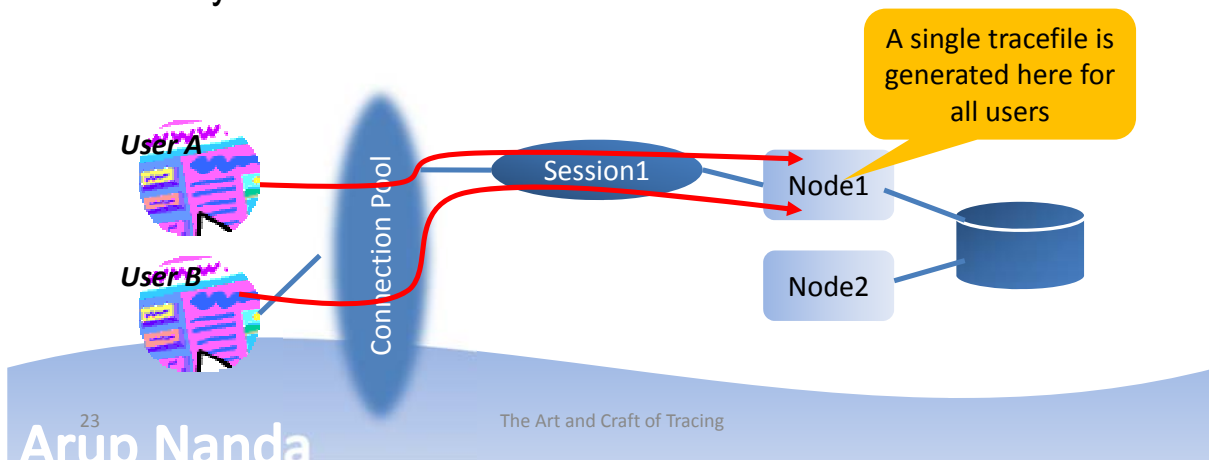 A single tracefile is
generated here for
all users
User A
Connection Pool
Session1
Node1
User B
Node2
23
The Art and Craft of Tracing
Arup Nanda